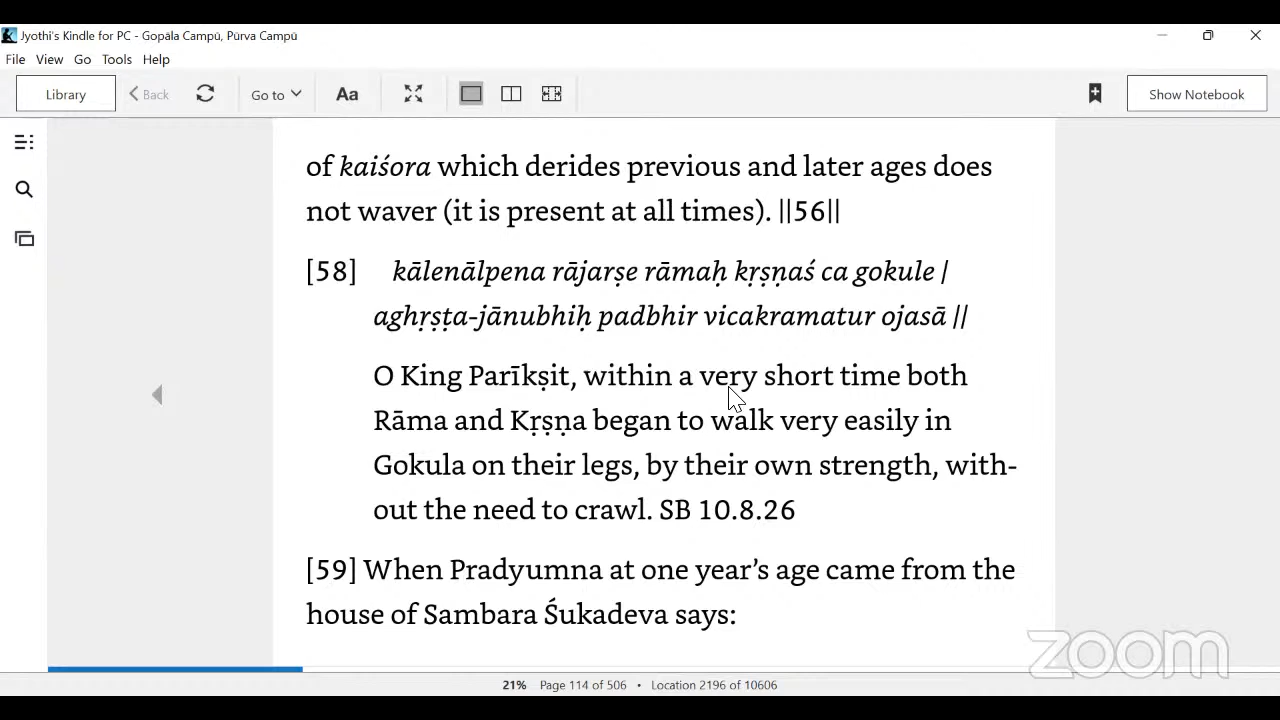 Jyothi's Kindle for PC - Gopāla Campū, Pūrva Campū
File View Go Tools Help
Library Back Go to Aa Show Notebook
of kaiśora which derides previous and later ages does
not waver (it is present at all times). ||56||
[58] kālenālpena rājarṣe rāmaḥ kṛṣṇaś ca gokule |
aghṛṣṭa-jānubhiḥ padbhir vicakramatur ojasā ||
O King Parīkṣit, within a very short time both
Rāma and Kṛṣṇa began to walk very easily in
Gokula on their legs, by their own strength, with-
out the need to crawl. SB 10.8.26
[59] When Pradyumna at one year's age came from the
house of Sambara Śukadeva says:
zoom
21% Page 114 of 506 • Location 2196 of 10606